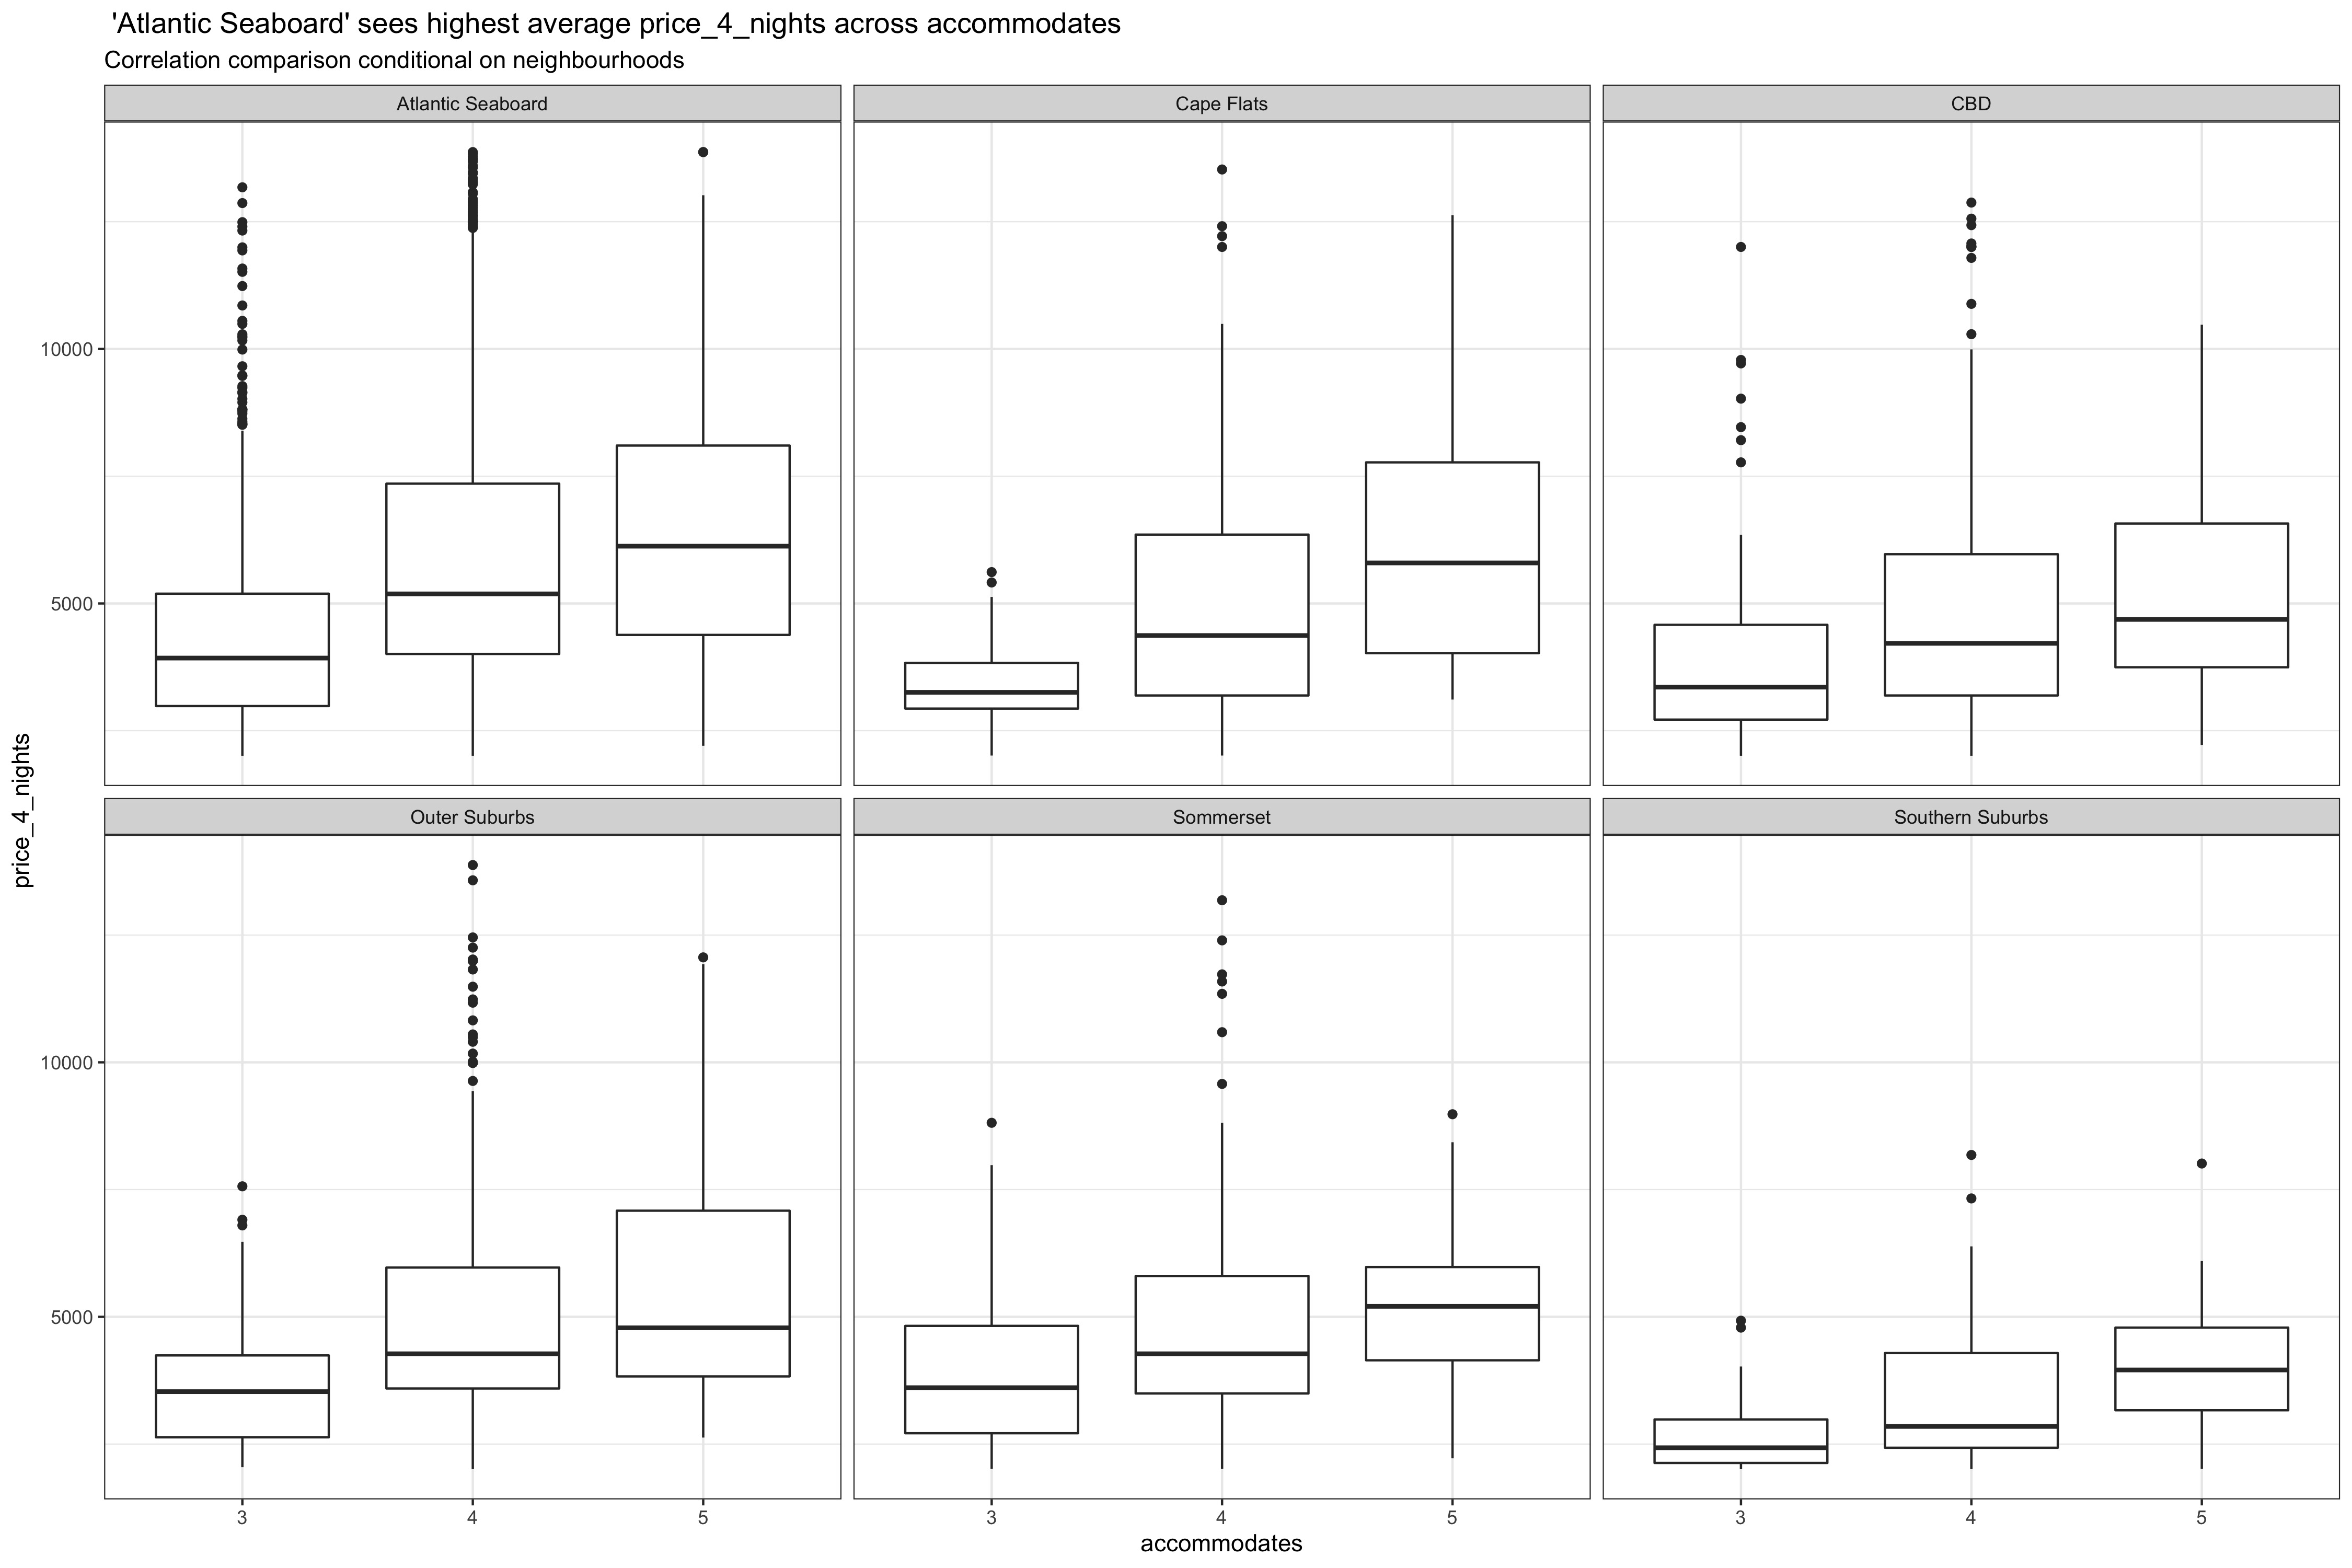 'Atlantic Seaboard' sees highest average price_4_nights across accommodates
Correlation comparison conditional on neighbourhoods
Atlantic Seaboard
Cape Flats
CBD
10000
5000
price_4_nights
Outer Suburbs
Sommerset
Southern Suburbs
10000
5000
3
4
5
3
4
5
3
4
5
accommodates